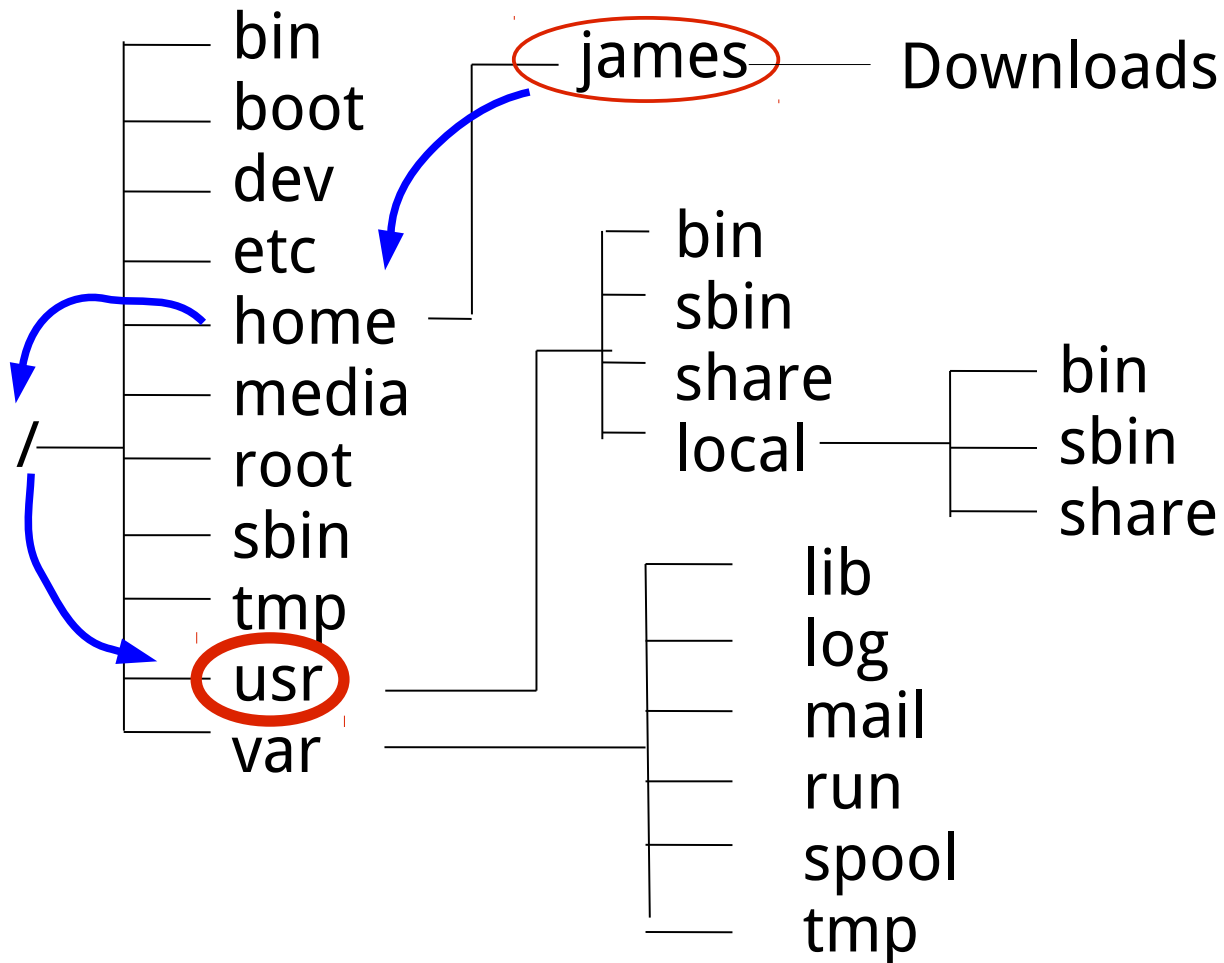 /
bin
boot
dev
etc
home
media
root
sbin
tmp
usr
var
james
Downloads
bin
sbin
share
local
bin
sbin
share
lib
log
mail
run
spool
tmp